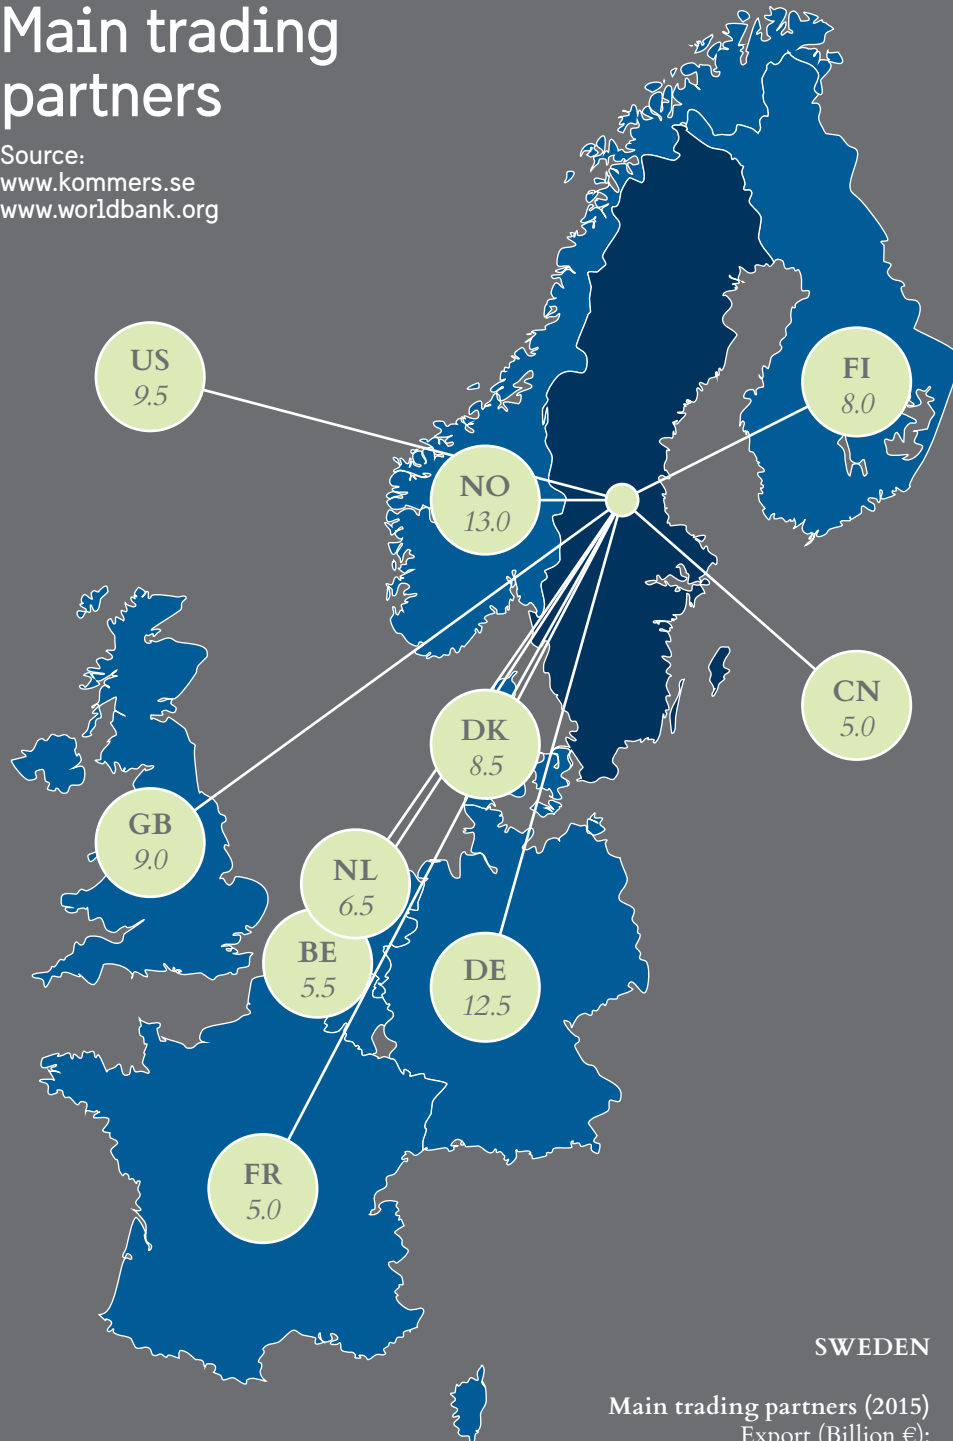 Main trading
partners
Source:
www.kommers.se
www.worldbank.org
US
9.5
FI
8.0
NO
13.0
CN
5.0
DK
8.5
GB
9.0
NL
6.5
BE
5.5
DE
12.5
FR
5.0
SWEDEN
Main trading partners (2015)
Export (Billion €):